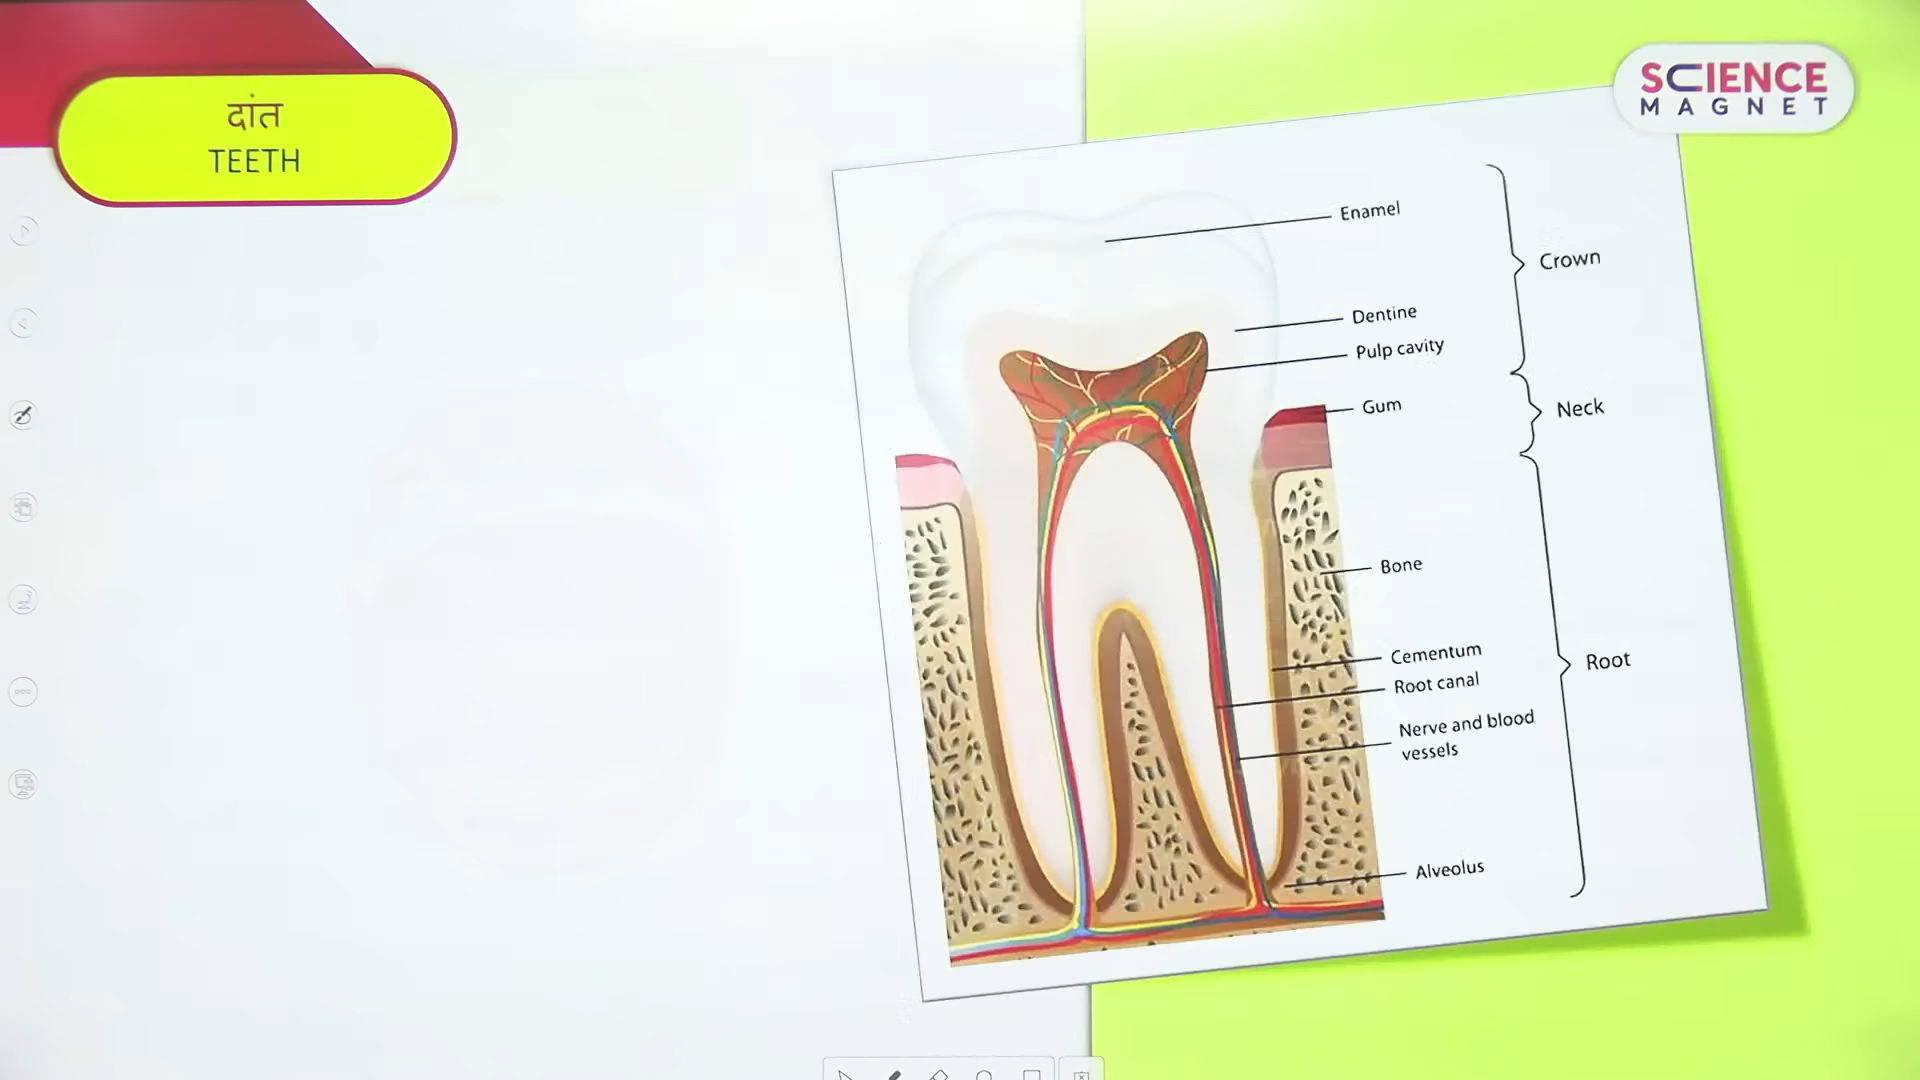 दांत
TEETH
SCIENCE
MAGNET
Enamel
Crown
Dentine
Pulp cavity
Gum
Neck
Bone
Cementum
Root
Root canal
Nerve and blood
vessels
Alveolus